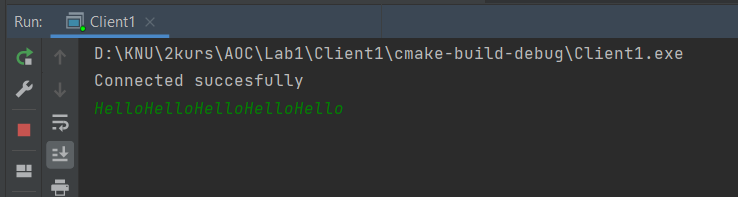 Run: Client1
D:\KNU\2kurs\AOC\Lab1\Client1\cmake-build-debug\Client1.exe
Connected succesfully
HelloHelloHelloHelloHello